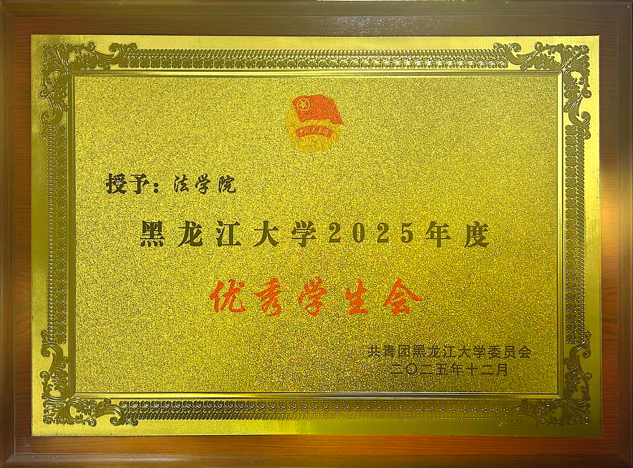 授予：法学院
黑龙江大学2025年度
优秀学生会
共青团黑龙江大学委员会
二〇二五年十二月